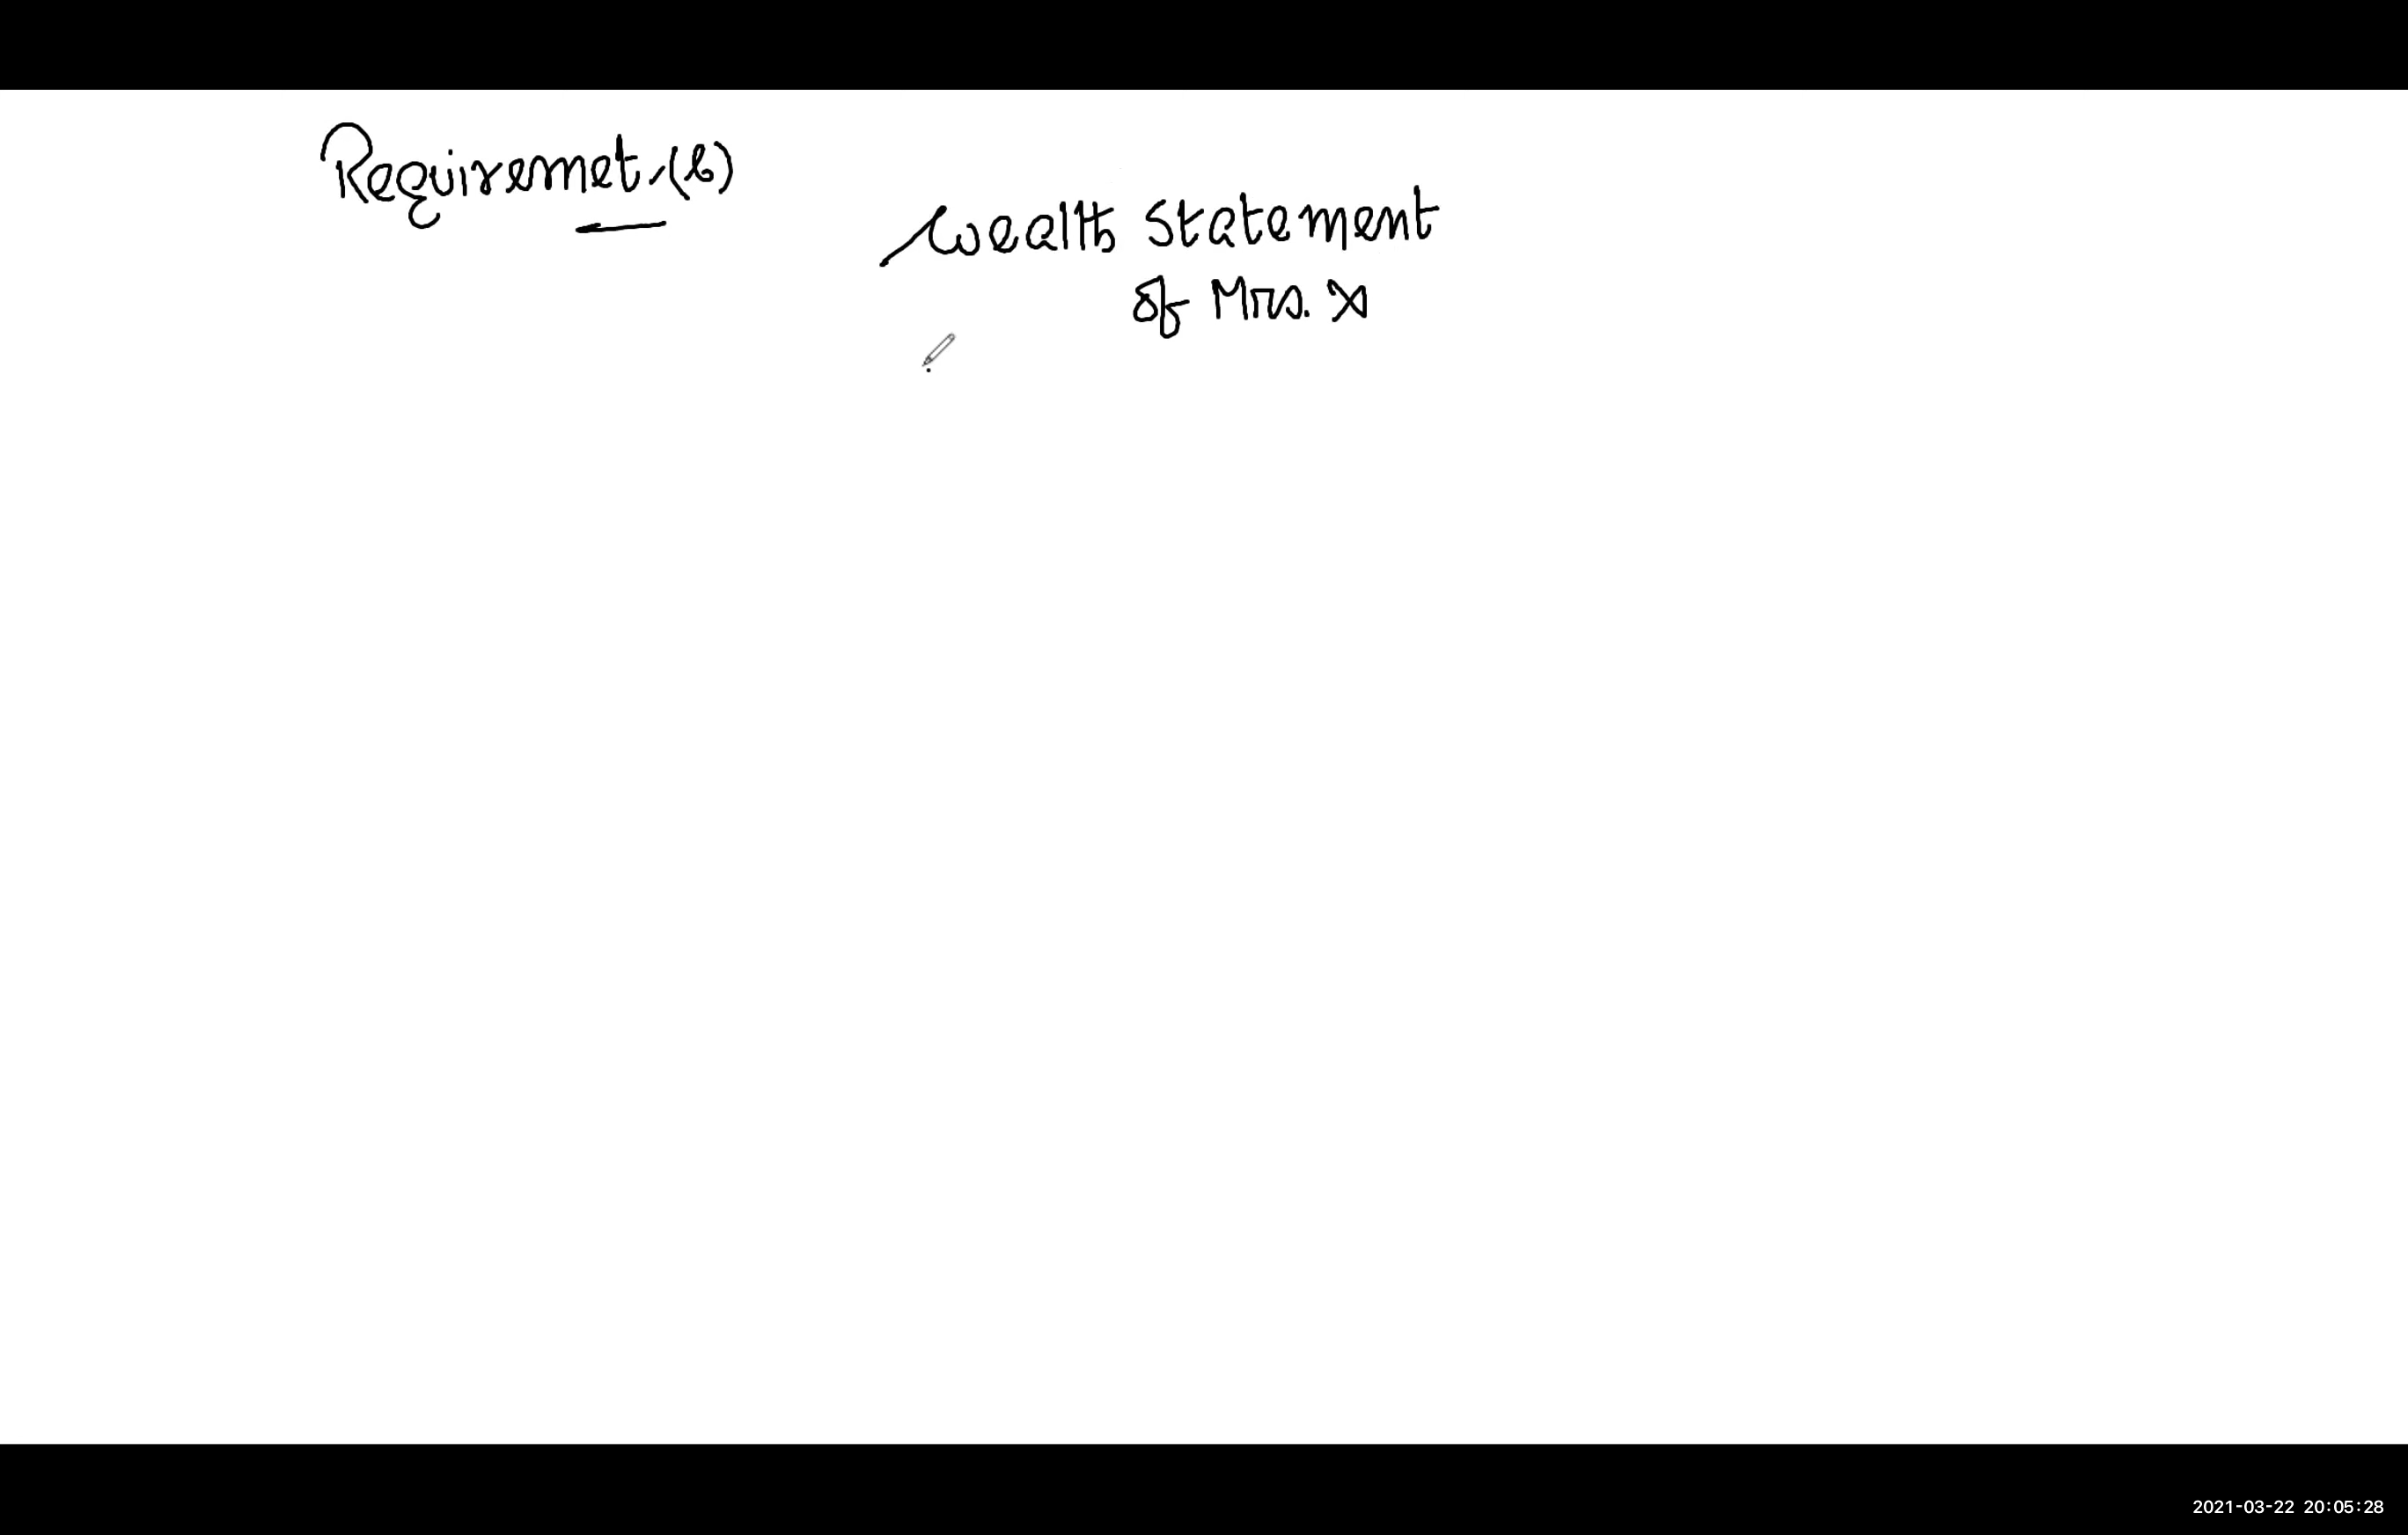 Requiremet-(b)
Wealth Statement
of Mrs. X
2021-03-22 20:05:28